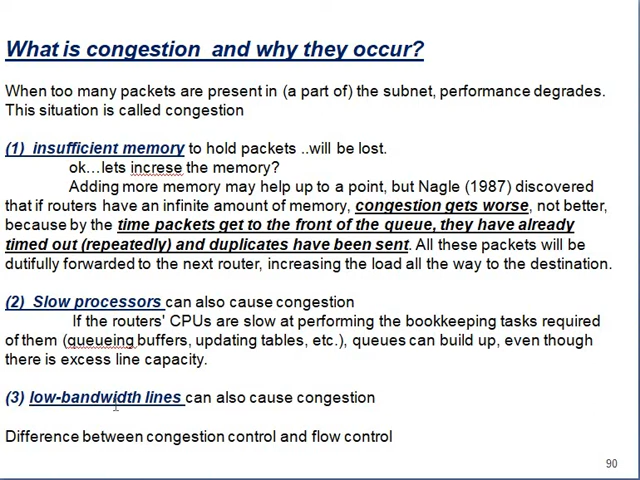 What is congestion  and why they occur?
When too many packets are present in (a part of) the subnet, performance degrades.
This situation is called congestion
(1)  insufficient memory to hold packets ..will be lost.
ok…lets increse the memory?
Adding more memory may help up to a point, but Nagle (1987) discovered
that if routers have an infinite amount of memory, congestion gets worse, not better,
because by the time packets get to the front of the queue, they have already
timed out (repeatedly) and duplicates have been sent. All these packets will be
dutifully forwarded to the next router, increasing the load all the way to the destination.
(2)  Slow processors can also cause congestion
If the routers' CPUs are slow at performing the bookkeeping tasks required
of them (queueing buffers, updating tables, etc.), queues can build up, even though
there is excess line capacity.
(3) low-bandwidth lines can also cause congestion
Difference between congestion control and flow control
90